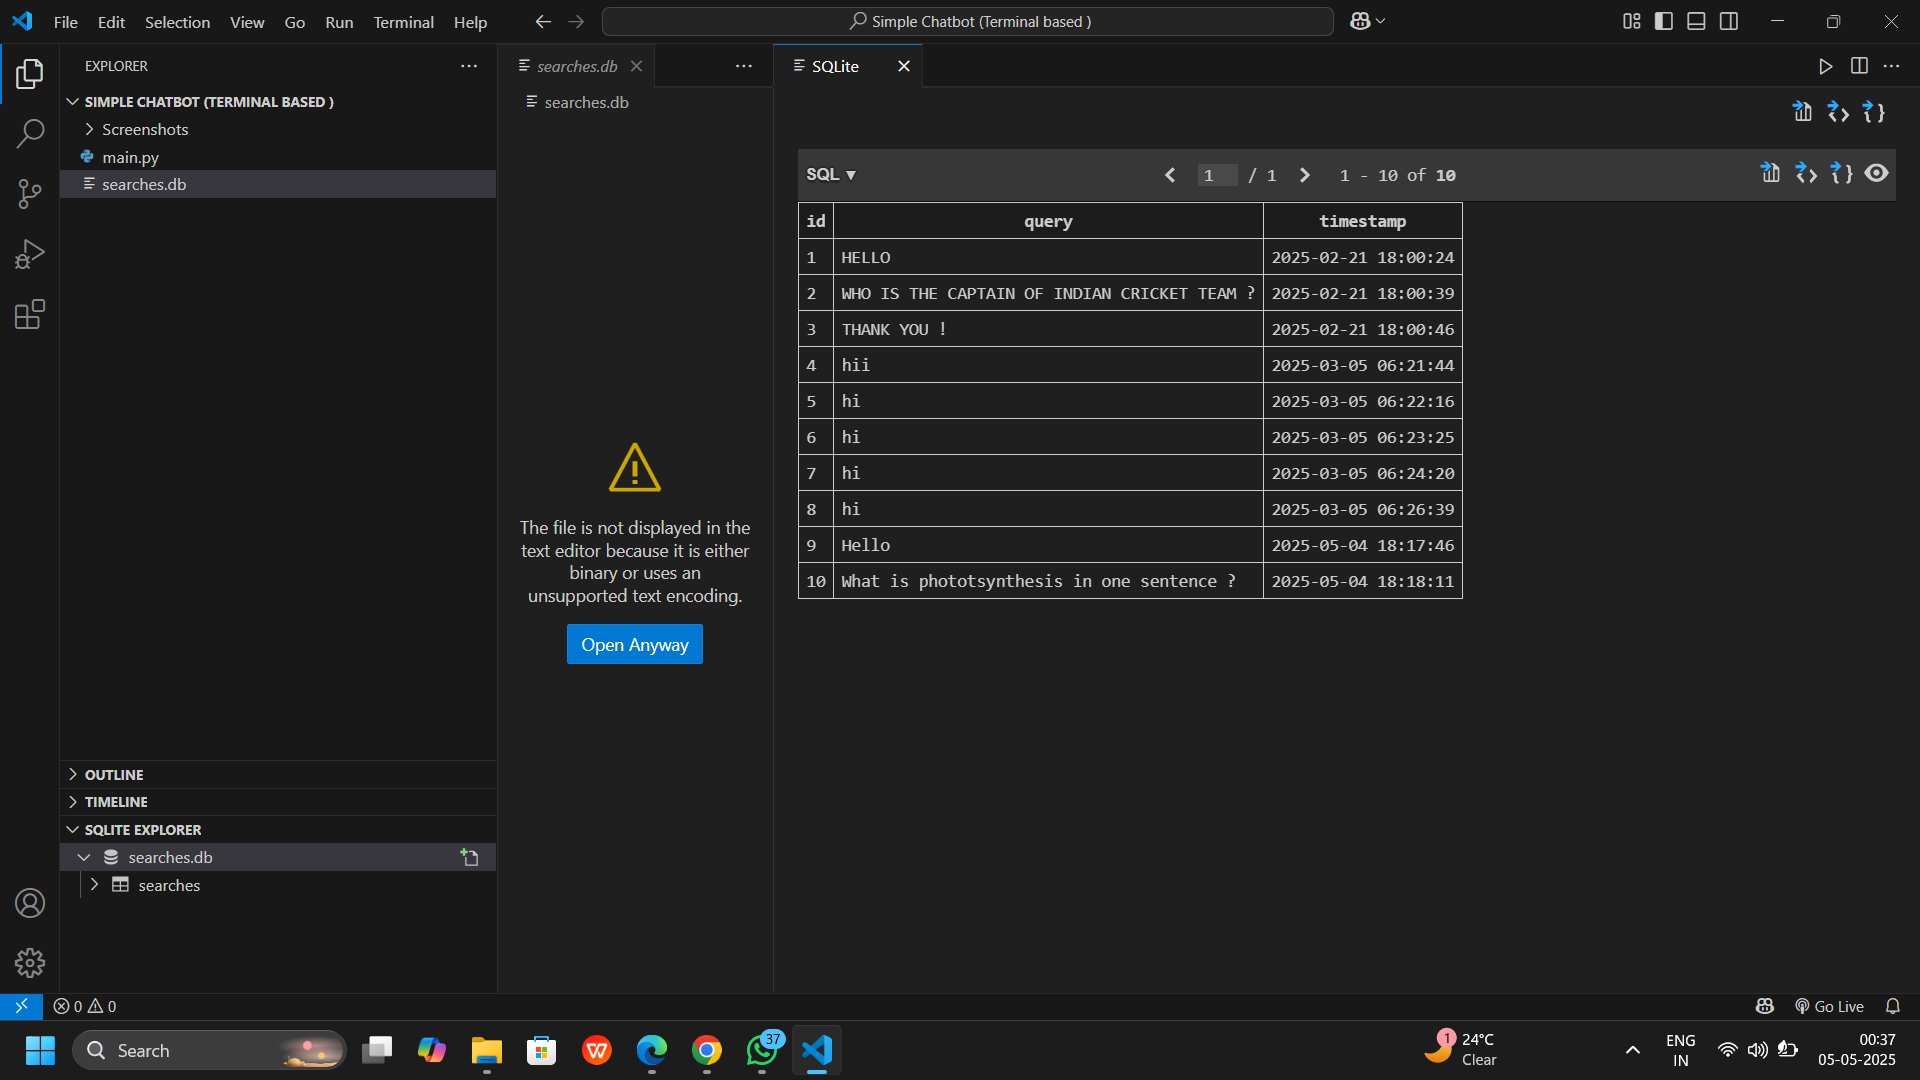 File Edit Selection View Go Run Terminal Help
Simple Chatbot (Terminal based )
EXPLORER
SIMPLE CHATBOT (TERMINAL BASED )
Screenshots
main.py
searches.db
OUTLINE
TIMELINE
SQLITE EXPLORER
searches.db
searches
searches.db
searches.db
The file is not displayed in the
text editor because it is either
binary or uses an
unsupported text encoding.
Open Anyway
SQLite
SQL ▼ 1 / 1 1 - 10 of 10
id query timestamp
1 HELLO 2025-02-21 18:00:24
2 WHO IS THE CAPTAIN OF INDIAN CRICKET TEAM ? 2025-02-21 18:00:39
3 THANK YOU ! 2025-02-21 18:00:46
4 hii 2025-03-05 06:21:44
5 hi 2025-03-05 06:22:16
6 hi 2025-03-05 06:23:25
7 hi 2025-03-05 06:24:20
8 hi 2025-03-05 06:26:39
9 Hello 2025-05-04 18:17:46
10 What is phototsynthesis in one sentence ? 2025-05-04 18:18:11
0 0
Go Live
Search
37
1
24°C
Clear
ENG
IN
00:37
05-05-2025